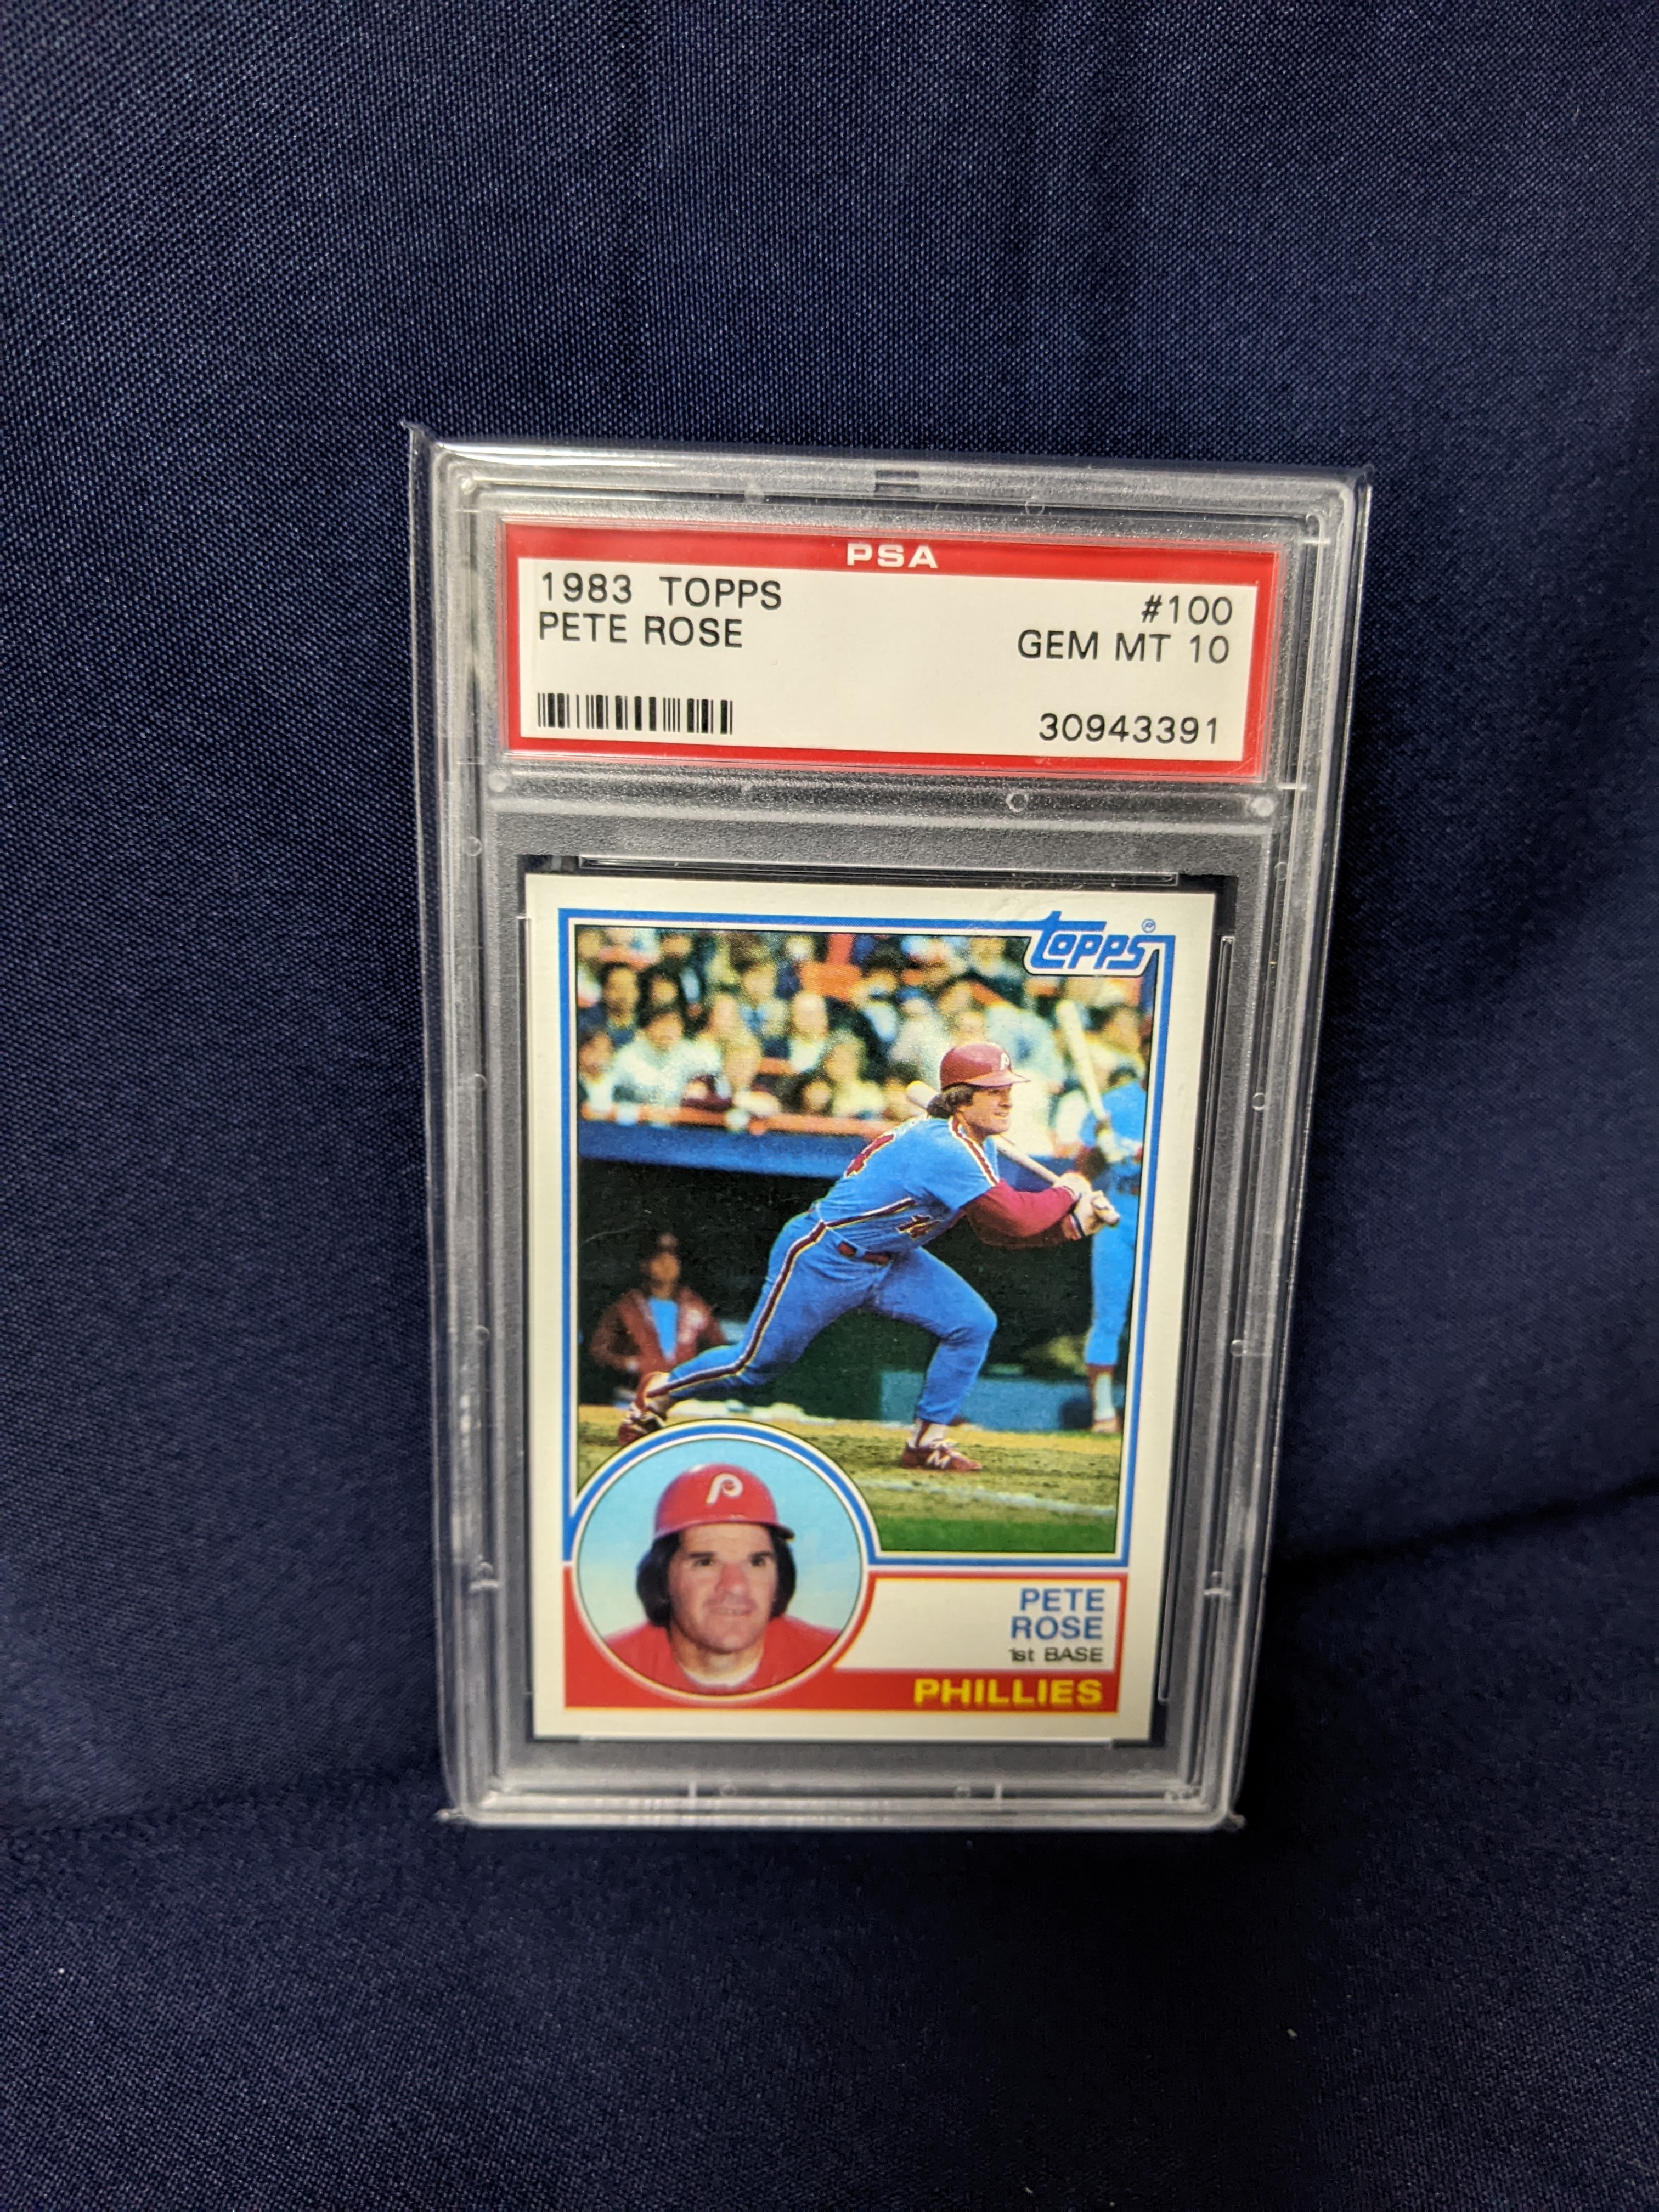 PSA
1983 TOPPS #100
PETE ROSE GEM MT 10
30943391
TOPPS®
P
P
M
PETE
ROSE
1st BASE
PHILLIES